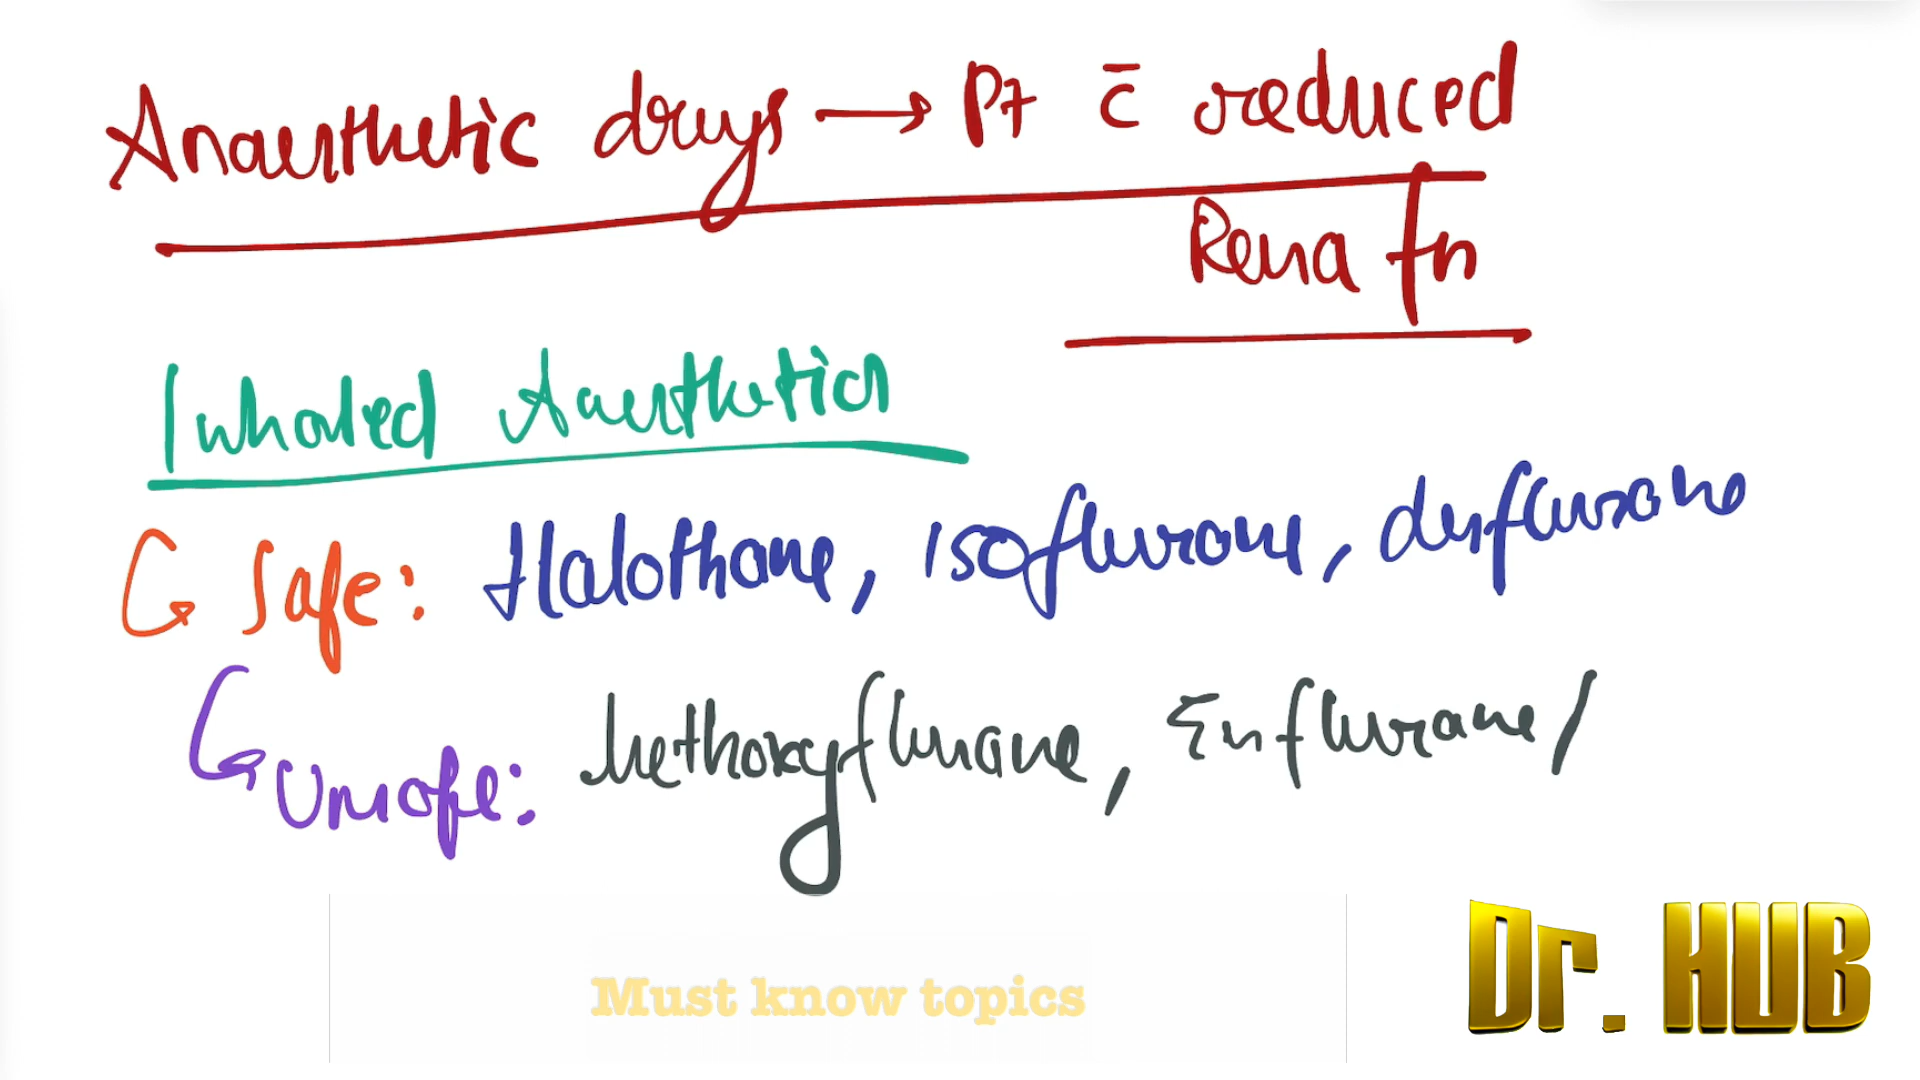 Anaesthetic drugs → Pt c̄ reduced
Rena fn
Inhaled Anaesthetics
Safe: Halothane, isoflurane, desflurane
Unsafe: Methoxyflurane, Enflurane/
Must know topics
Dr. HUB